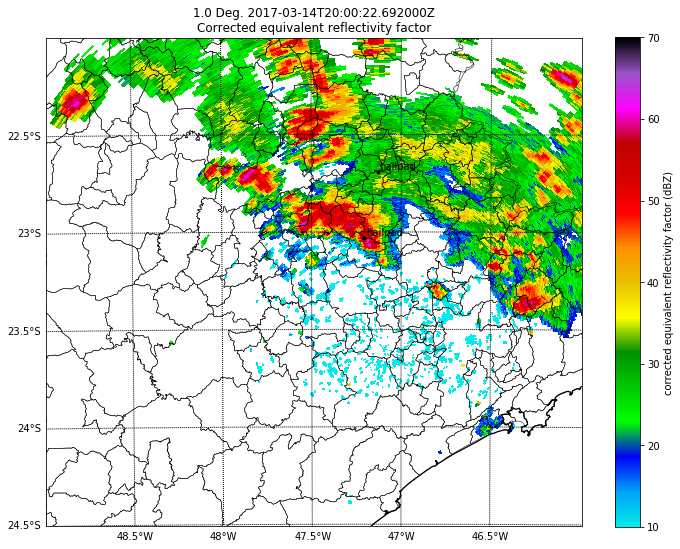 1.0 Deg. 2017-03-14T20:00:22.692000Z
Corrected equivalent reflectivity factor
22.5°S
23°S
23.5°S
24°S
24.5°S
48.5°W
48°W
47.5°W
47°W
46.5°W
hailpad
hailpad
70
60
50
40
30
20
10
corrected equivalent reflectivity factor (dBZ)